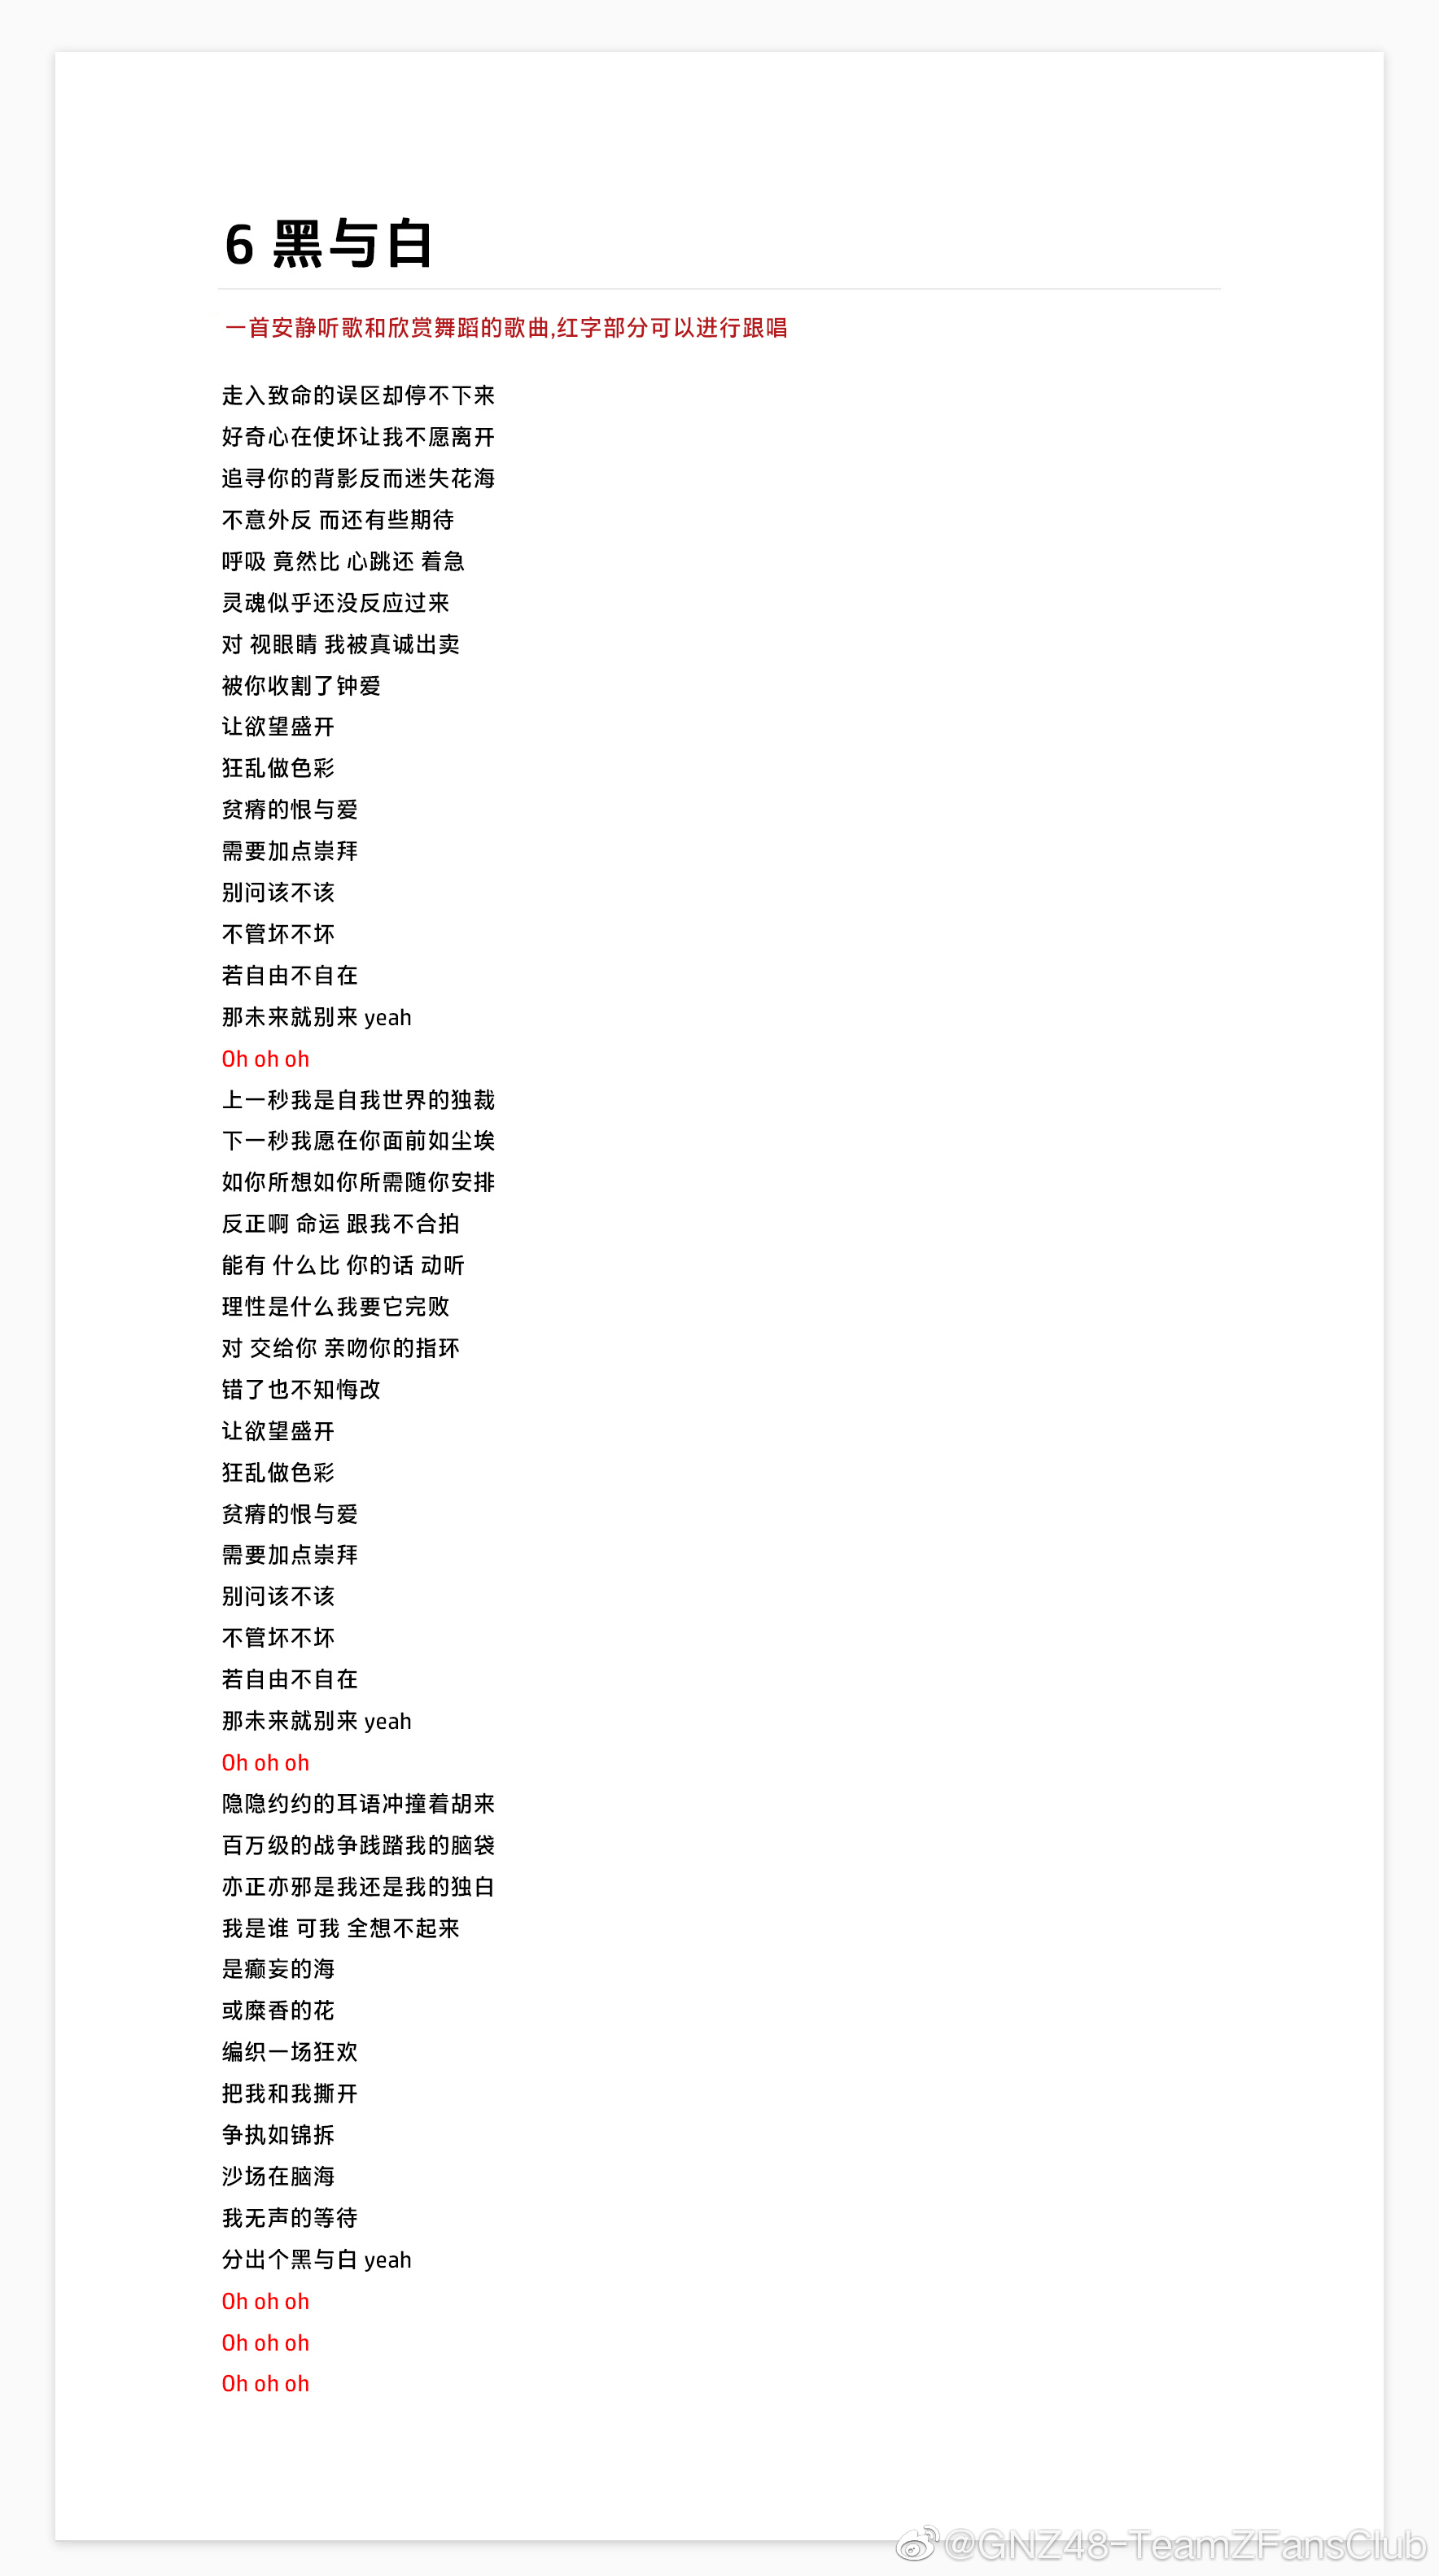 6 黑与白
一首安静听歌和欣赏舞蹈的歌曲,红字部分可以进行跟唱
走入致命的误区却停不下来
好奇心在使坏让我不愿离开
追寻你的背影反而迷失花海
不意外反 而还有些期待
呼吸 竟然比 心跳还 着急
灵魂似乎还没反应过来
对 视眼睛 我被真诚出卖
被你收割了钟爱
让欲望盛开
狂乱做色彩
贫瘠的恨与爱
需要加点崇拜
别问该不该
不管坏不坏
若自由不自在
那未来就别来 yeah
Oh oh oh
上一秒我是自我世界的独裁
下一秒我愿在你面前如尘埃
如你所想如你所需随你安排
反正啊 命运 跟我不合拍
能有 什么比 你的话 动听
理性是什么我要它完败
对 交给你 亲吻你的指环
错了也不知悔改
让欲望盛开
狂乱做色彩
贫瘠的恨与爱
需要加点崇拜
别问该不该
不管坏不坏
若自由不自在
那未来就别来 yeah
Oh oh oh
隐隐约约的耳语冲撞着胡来
百万级的战争践踏我的脑袋
亦正亦邪是我还是我的独白
我是谁 可我 全想不起来
是癫妄的海
或糜香的花
编织一场狂欢
把我和我撕开
争执如锦拆
沙场在脑海
我无声的等待
分出个黑与白 yeah
Oh oh oh
Oh oh oh
Oh oh oh
@GNZ48-TeamZFansClub